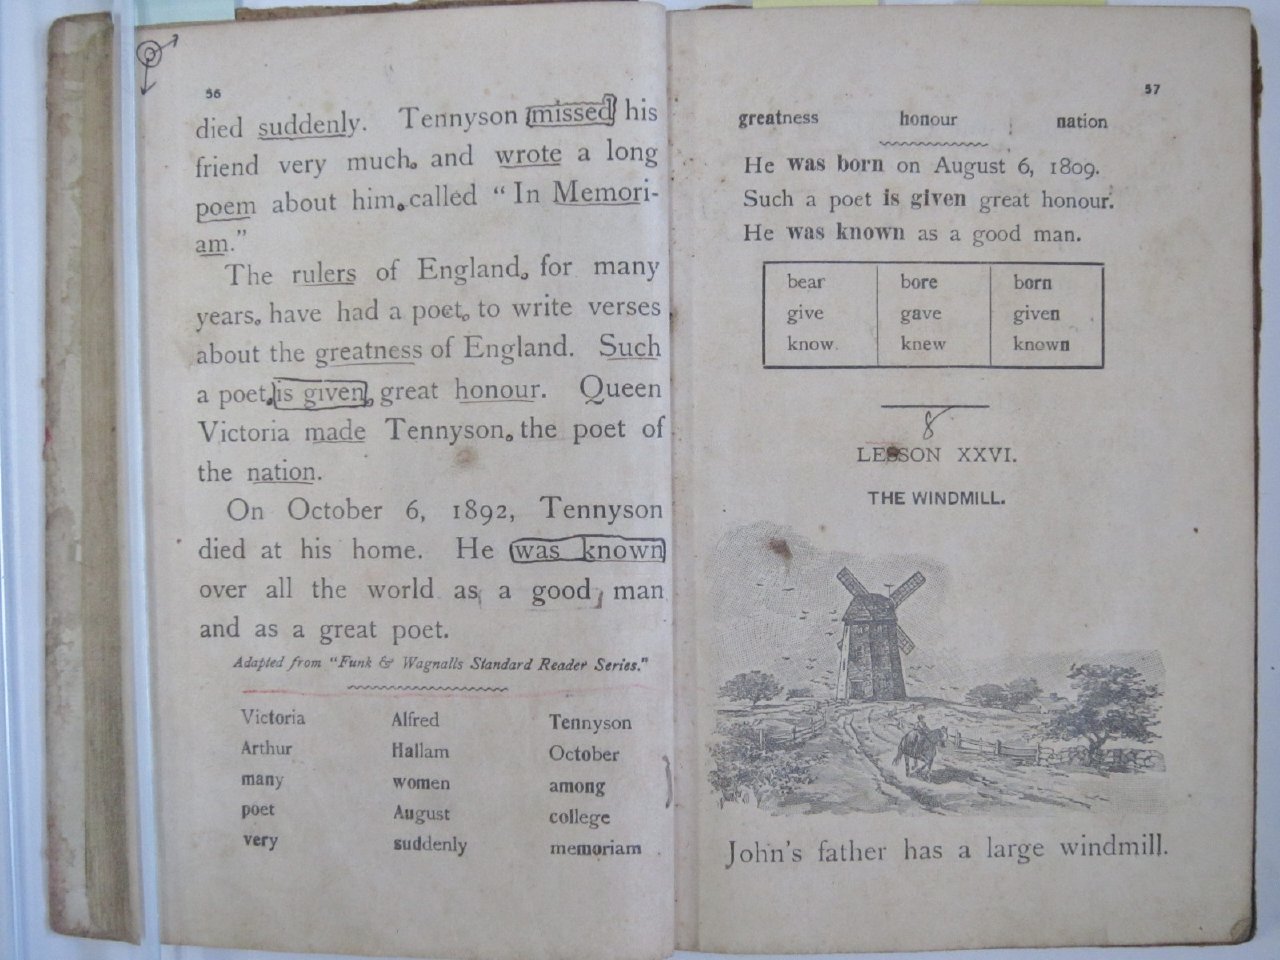 56
died suddenly. Tennyson missed his
friend very much, and wrote a long
poem about him, called "In Memori-
am."
The rulers of England, for many
years, have had a poet, to write verses
about the greatness of England. Such
a poet, is given, great honour. Queen
Victoria made Tennyson, the poet of
the nation.
On October 6, 1892, Tennyson
died at his home. He was known
over all the world as a good man
and as a great poet.
Adapted from "Funk & Wagnalls Standard Reader Series."
Victoria Alfred Tennyson
Arthur Hallam October
many women among
poet August college
very suddenly memoriam
57
greatness honour nation
He was born on August 6, 1809.
Such a poet is given great honour.
He was known as a good man.
bear bore born
give gave given
know. knew known
8
LESSON XXVI.
THE WINDMILL.
John's father has a large windmill.